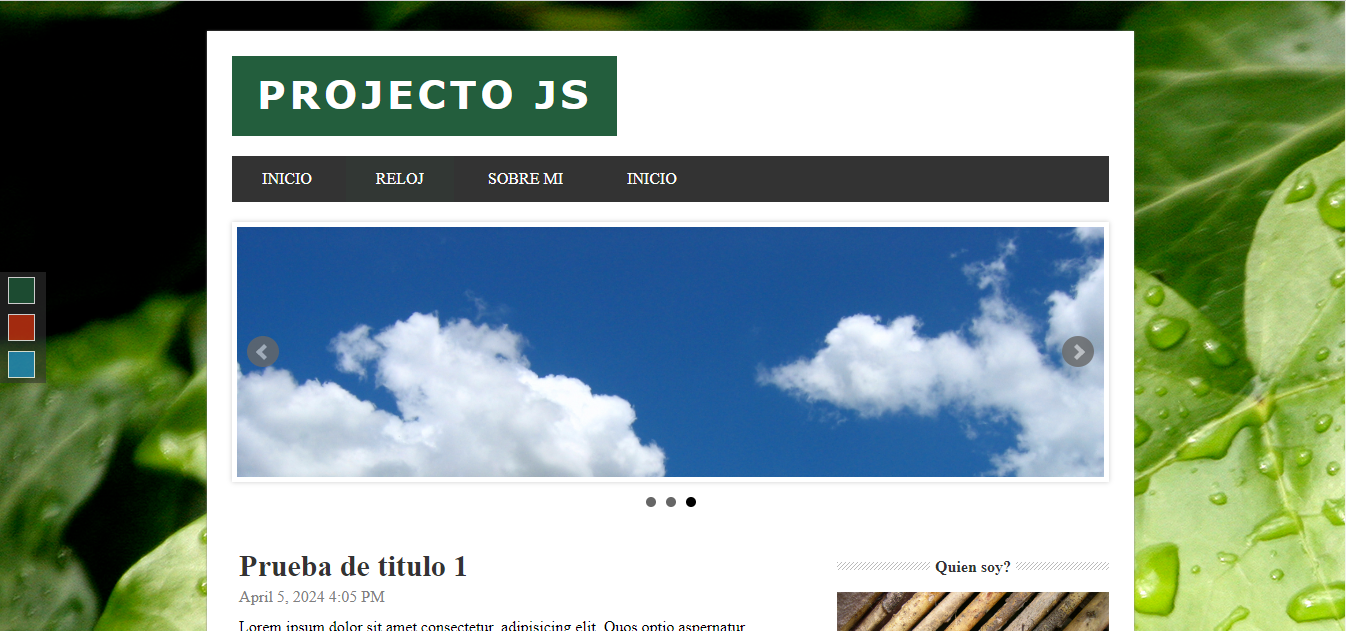 PROJECTO JS
INICIO RELOJ SOBRE MI INICIO
Prueba de titulo 1
Quien soy?
April 5, 2024 4:05 PM
Lorem ipsum dolor sit amet consectetur, adipisicing elit. Quos optio aspernatur